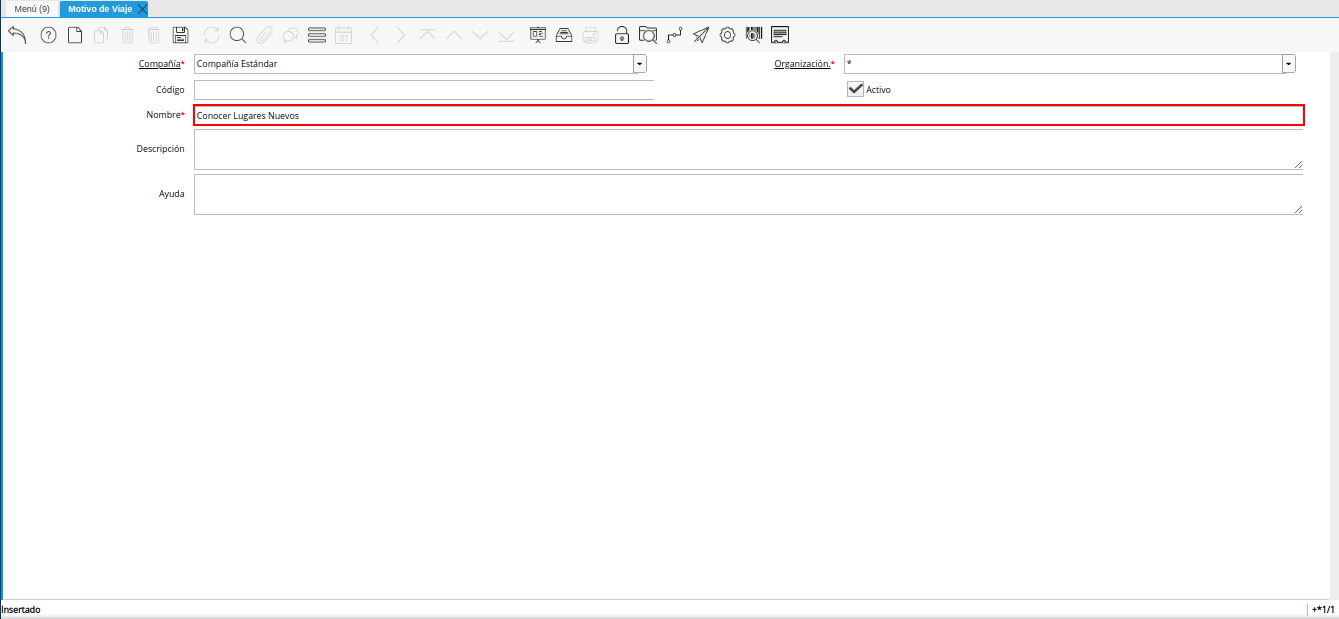 Menú (9) Motivo de Viaje
Compañía* Compañía Estándar Organización.* *
Código Activo
Nombre* Conocer Lugares Nuevos
Descripción
Ayuda
Insertado +*1/1